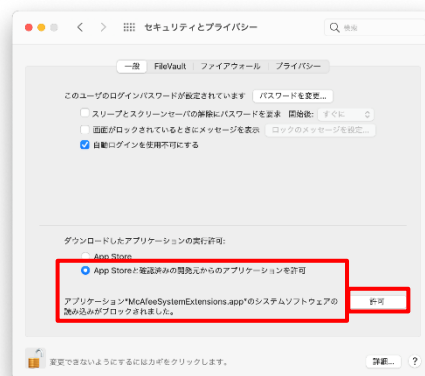 セキュリティとプライバシー
検索
一般 FileVault ファイアウォール プライバシー
このユーザのログインパスワードが設定されています パスワードを変更...
スリープとスクリーンセーバの解除にパスワードを要求 開始後: すぐに
画面がロックされているときにメッセージを表示 ロックのメッセージを設定...
自動ログインを使用不可にする
ダウンロードしたアプリケーションの実行許可:
App Store
App Storeと確認済みの開発元からのアプリケーションを許可
アプリケーション"McAfeeSystemExtensions.app"のシステムソフトウェアの 許可
読み込みがブロックされました。
変更できないようにするにはカギをクリックします。 詳細... ?